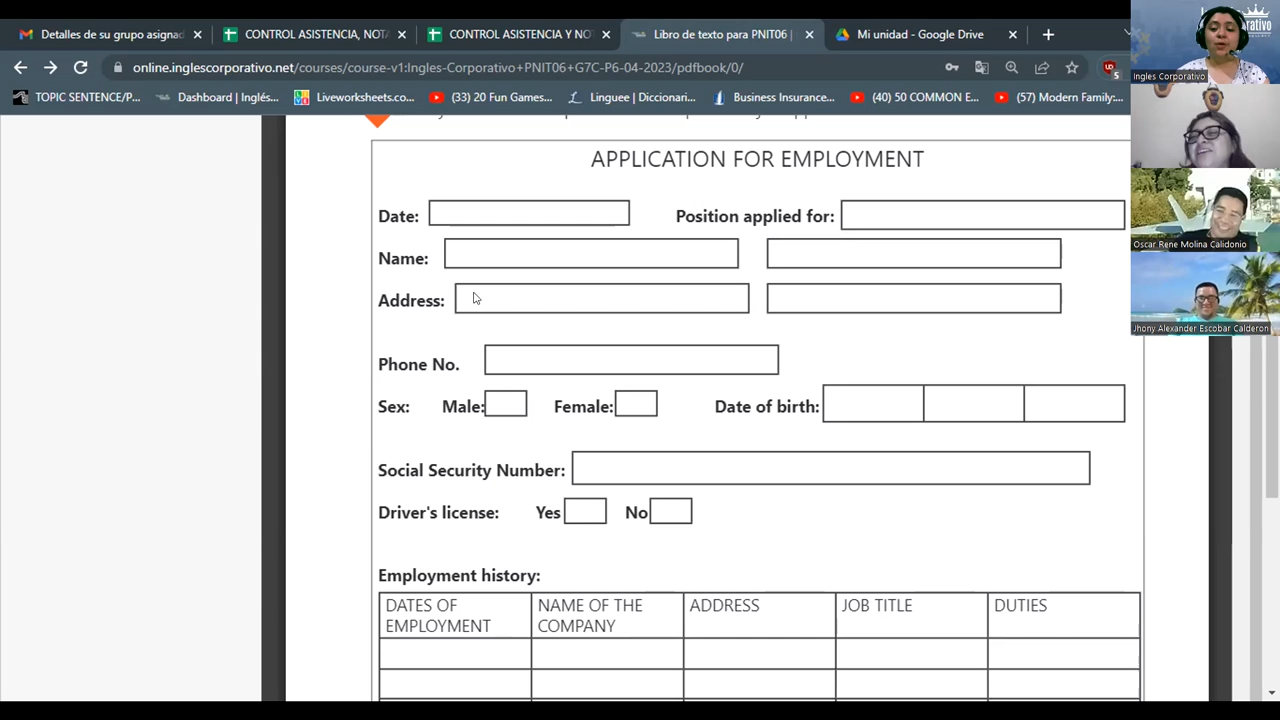 Detalles de su grupo asignad
CONTROL ASISTENCIA, NOTA
CONTROL ASISTENCIA Y NO
Libro de texto para PNIT06 |
Mi unidad - Google Drive
online.inglescorporativo.net/courses/course-v1:Ingles-Corporativo+PNIT06+G7C-P6-04-2023/pdfbook/0/
5
TOPIC SENTENCE/P...
Dashboard | Inglés...
Liveworksheets.co...
(33) 20 Fun Games...
Linguee | Diccionari...
Business Insurance...
(40) 50 COMMON E...
(57) Modern Family:...
Ingles Corporativo
Oscar Rene Molina Calidonio
Jhony Alexander Escobar Calderon
APPLICATION FOR EMPLOYMENT
Date:
Position applied for:
Name:
Address:
Phone No.
Sex: Male: Female: Date of birth:
Social Security Number:
Driver's license: Yes No
Employment history:
DATES OF EMPLOYMENT
NAME OF THE COMPANY
ADDRESS
JOB TITLE
DUTIES